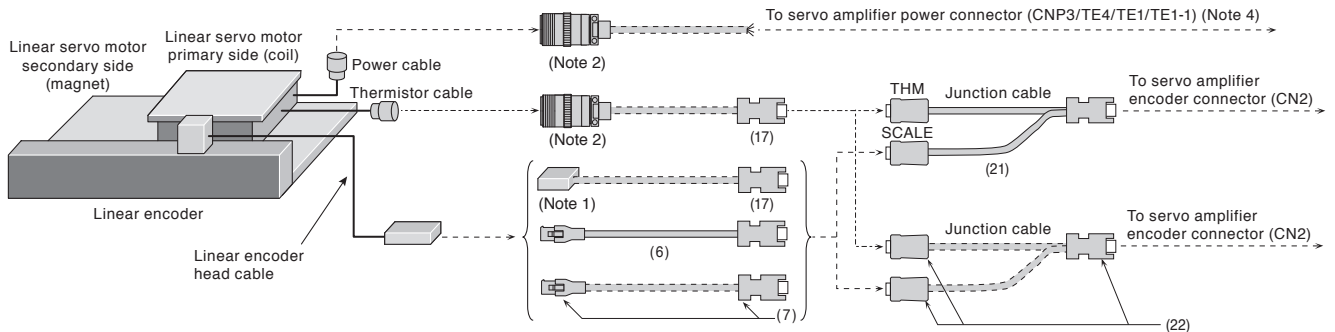 To servo amplifier power connector (CNP3/TE4/TE1/TE1-1) (Note 4)
Linear servo motor
primary side (coil)
Linear servo motor
secondary side
(magnet)
Power cable
(Note 2)
Thermistor cable
(Note 2)
(17)
THM
Junction cable
To servo amplifier
encoder connector (CN2)
SCALE
(21)
(Note 1)
(17)
Linear encoder
(6)
Linear encoder
head cable
(7)
Junction cable
To servo amplifier
encoder connector (CN2)
(22)